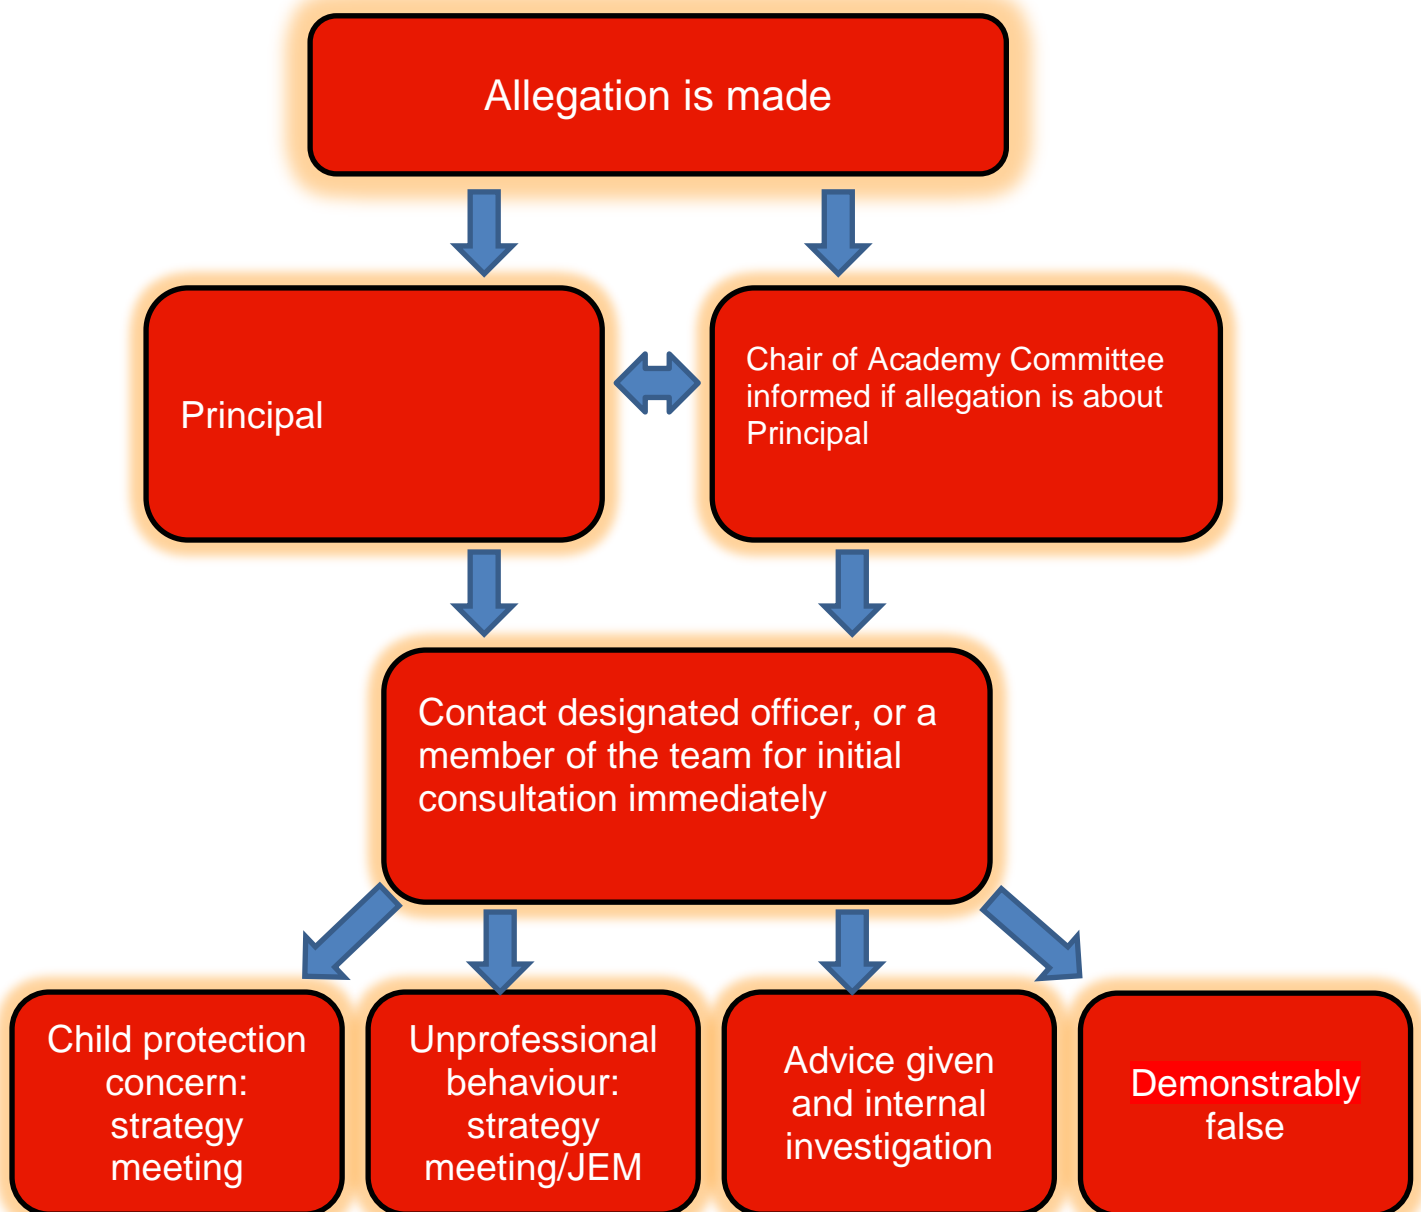 Allegation is made
Principal
Chair of Academy Committee
informed if allegation is about
Principal
Contact designated officer, or a
member of the team for initial
consultation immediately
Child protection
concern:
strategy
meeting
Unprofessional
behaviour:
strategy
meeting/JEM
Advice given
and internal
investigation
Demonstrably
false